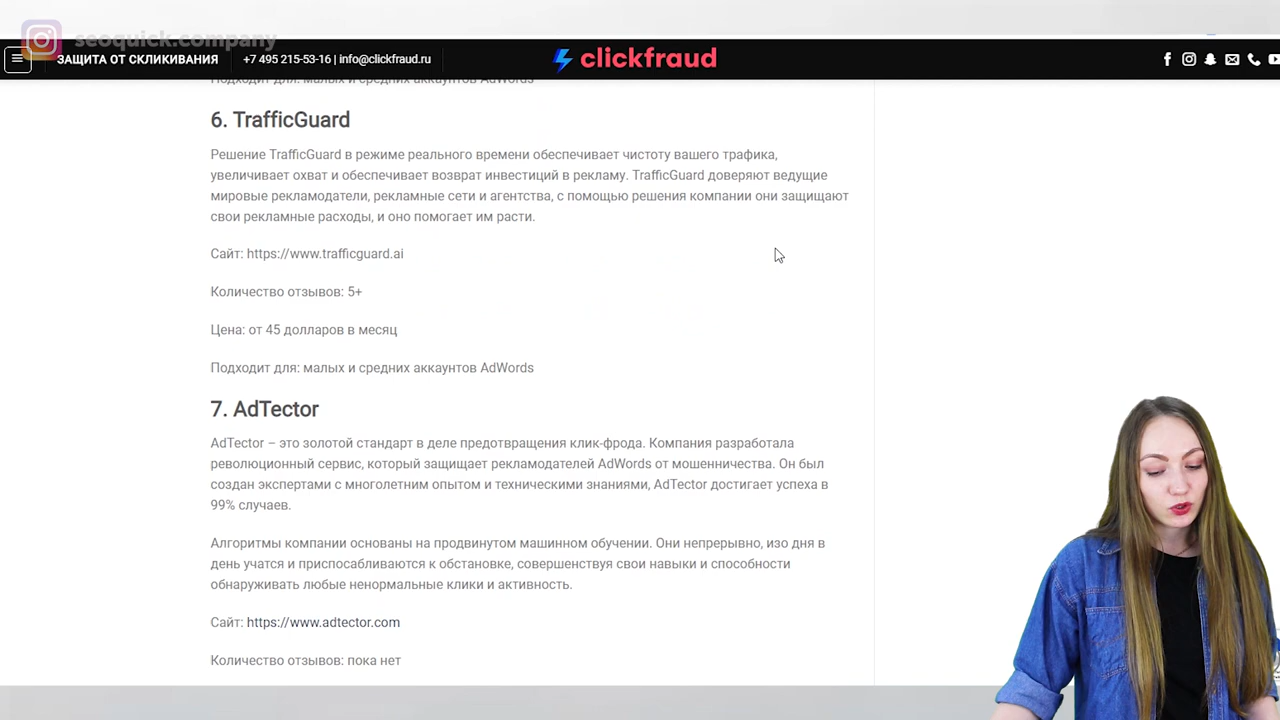 seoquick.company
ЗАЩИТА ОТ СКЛИКИВАНИЯ
+7 495 215-53-16 | info@clickfraud.ru
clickfraud
Подходит для: малых и средних аккаунтов AdWords
6. TrafficGuard
Решение TrafficGuard в режиме реального времени обеспечивает чистоту вашего трафика,
увеличивает охват и обеспечивает возврат инвестиций в рекламу. TrafficGuard доверяют ведущие
мировые рекламодатели, рекламные сети и агентства, с помощью решения компании они защищают
свои рекламные расходы, и оно помогает им расти.
Сайт: https://www.trafficguard.ai
Количество отзывов: 5+
Цена: от 45 долларов в месяц
Подходит для: малых и средних аккаунтов AdWords
7. AdTector
AdTector – это золотой стандарт в деле предотвращения клик-фрода. Компания разработала
революционный сервис, который защищает рекламодателей AdWords от мошенничества. Он был
создан экспертами с многолетним опытом и техническими знаниями, AdTector достигает успеха в
99% случаев.
Алгоритмы компании основаны на продвинутом машинном обучении. Они непрерывно, изо дня в
день учатся и приспосабливаются к обстановке, совершенствуя свои навыки и способности
обнаруживать любые ненормальные клики и активность.
Сайт: https://www.adtector.com
Количество отзывов: пока нет